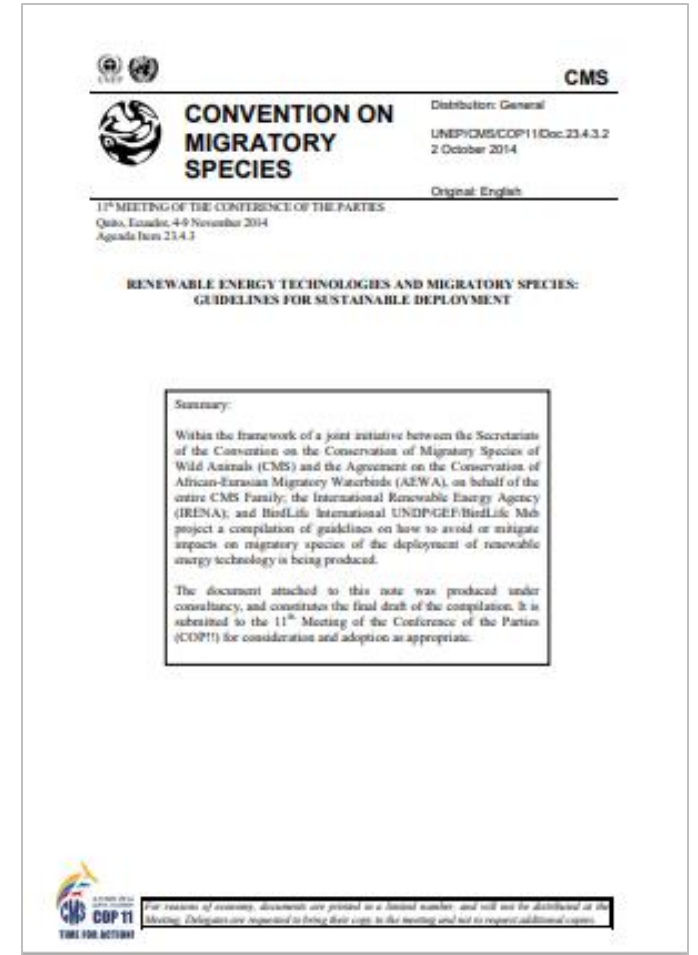 UNEP
CMS
CONVENTION ON
MIGRATORY
SPECIES
Distribution: General
UNEP/CMS/COP11/Doc.23.4.3.2
2 October 2014
Original: English
11th MEETING OF THE CONFERENCE OF THE PARTIES
Quito, Ecuador, 4-9 November 2014
Agenda Item 23.4.3
RENEWABLE ENERGY TECHNOLOGIES AND MIGRATORY SPECIES:
GUIDELINES FOR SUSTAINABLE DEPLOYMENT
Summary:
Within the framework of a joint initiative between the Secretariats
of the Convention on the Conservation of Migratory Species of
Wild Animals (CMS) and the Agreement on the Conservation of
African-Eurasian Migratory Waterbirds (AEWA), on behalf of the
entire CMS Family; the International Renewable Energy Agency
(IRENA); and BirdLife International UNDP/GEF/BirdLife Msb
project a compilation of guidelines on how to avoid or mitigate
impacts on migratory species of the deployment of renewable
energy technology is being produced.
The document attached to this note was produced under
consultancy, and constitutes the final draft of the compilation. It is
submitted to the 11th Meeting of the Conference of the Parties
(COP!!) for consideration and adoption as appropriate.
CMS COP 11
TIME FOR ACTION!
For reasons of economy, documents are printed in a limited number, and will not be distributed at the
Meeting. Delegates are requested to bring their copy to the meeting and not to request additional copies.